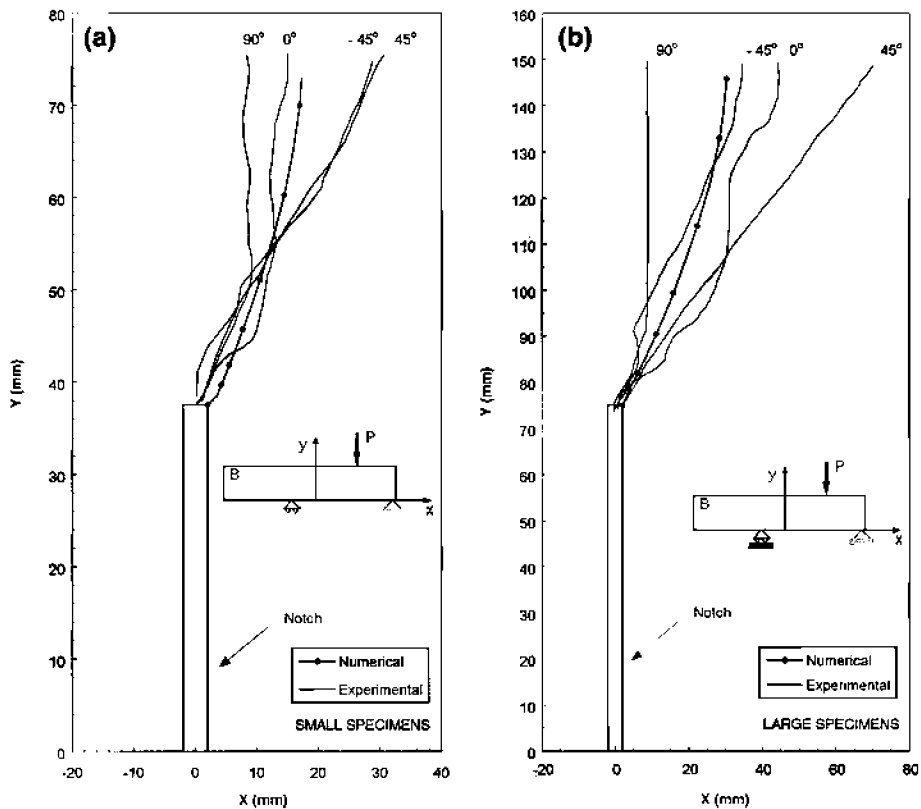 (a)
90° 0° - 45° 45°
80
70
60
50
40
30
20
10
0
-20 -10 0 10 20 30 40
Y (mm)
X (mm)
B
y
P
x
Notch
Numerical
Experimental
SMALL SPECIMENS
(b)
90° - 45° 0° 45°
160
150
140
130
120
110
100
90
80
70
60
50
40
30
20
10
0
-20 0 20 40 60 80
Y (mm)
X (mm)
B
y
P
x
Notch
Numerical
Experimental
LARGE SPECIMENS